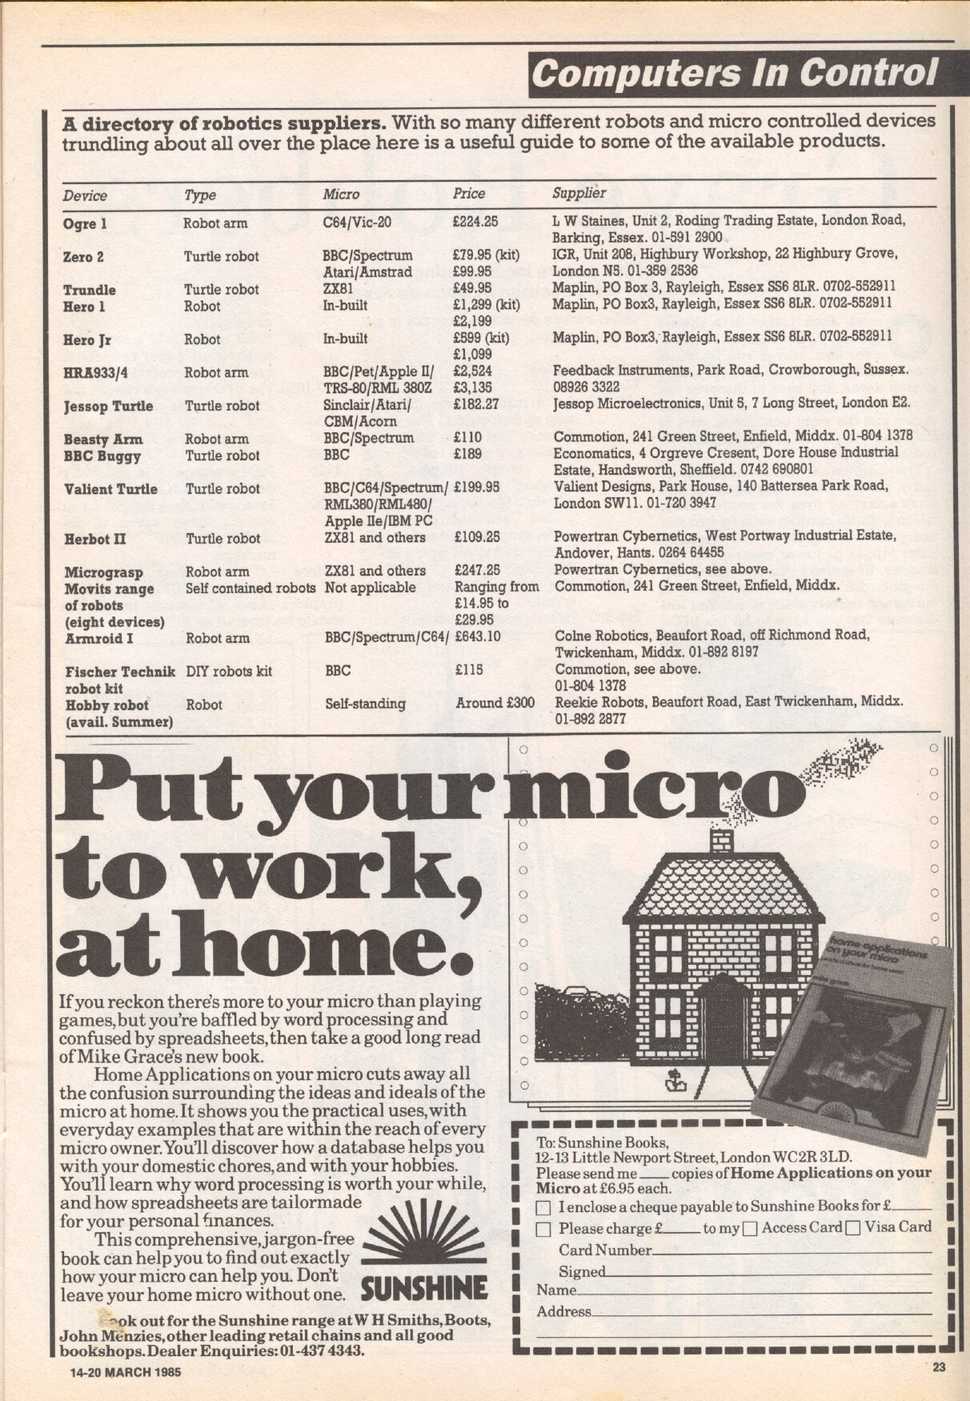 Computers In Control
A directory of robotics suppliers. With so many different robots and micro controlled devices
trundling about all over the place here is a useful guide to some of the available products.
Device Type Micro Price Supplier
Ogre 1 Robot arm C64/Vic-20 £224.25 L W Staines, Unit 2, Roding Trading Estate, London Road,
Barking, Essex. 01-591 2900
Zero 2 Turtle robot BBC/Spectrum £79.95 (kit) IGR, Unit 208, Highbury Workshop, 22 Highbury Grove,
Atari/Amstrad £99.95 London N5. 01-359 2536
Trundle Turtle robot ZX81 £49.95 Maplin, PO Box 3, Rayleigh, Essex SS6 8LR. 0702-552911
Hero 1 Robot In-built £1,299 (kit) Maplin, PO Box3, Rayleigh, Essex SS6 8LR. 0702-552911
£2,199
Hero Jr Robot In-built £599 (kit) Maplin, PO Box3, Rayleigh, Essex SS6 8LR. 0702-552911
£1,099
HRA933/4 Robot arm BBC/Pet/Apple II/ £2,524 Feedback Instruments, Park Road, Crowborough, Sussex.
TRS-80/RML 380Z £3,135 08926 3322
Jessop Turtle Turtle robot Sinclair/Atari/ £182.27 Jessop Microelectronics, Unit 5, 7 Long Street, London E2.
CBM/Acorn
Beasty Arm Robot arm BBC/Spectrum £110 Commotion, 241 Green Street, Enfield, Middx. 01-804 1378
BBC Buggy Turtle robot BBC £189 Economatics, 4 Orgreve Cresent, Dore House Industrial
Estate, Handsworth, Sheffield. 0742 690801
Valient Turtle Turtle robot BBC/C64/Spectrum/ £199.95 Valient Designs, Park House, 140 Battersea Park Road,
RML380/RML480/ London SW11. 01-720 3947
Apple IIe/IBM PC
Herbot II Turtle robot ZX81 and others £109.25 Powertran Cybernetics, West Portway Industrial Estate,
Andover, Hants. 0264 64455
Micrograsp Robot arm ZX81 and others £247.25 Powertran Cybernetics, see above.
Movits range Self contained robots Not applicable Ranging from Commotion, 241 Green Street, Enfield, Middx.
of robots £14.95 to
(eight devices) £29.95
Armroid I Robot arm BBC/Spectrum/C64/ £643.10 Colne Robotics, Beaufort Road, off Richmond Road,
Twickenham, Middx. 01-892 8197
Fischer Technik DIY robots kit BBC £115 Commotion, see above.
robot kit 01-804 1378
Hobby robot Robot Self-standing Around £300 Reekie Robots, Beaufort Road, East Twickenham, Middx.
(avail. Summer) 01-892 2877
Put your micro
to work,
at home.
If you reckon there's more to your micro than playing
games, but you're baffled by word processing and
confused by spreadsheets, then take a good long read
of Mike Grace's new book.
Home Applications on your micro cuts away all
the confusion surrounding the ideas and ideals of the
micro at home. It shows you the practical uses, with
everyday examples that are within the reach of every
micro owner. You'll discover how a database helps you
with your domestic chores, and with your hobbies.
You'll learn why word processing is worth your while,
and how spreadsheets are tailormade
for your personal finances.
This comprehensive, jargon-free
book can help you to find out exactly
how your micro can help you. Don't
leave your home micro without one.
SUNSHINE
ok out for the Sunshine range at W H Smiths, Boots,
John Menzies, other leading retail chains and all good
bookshops. Dealer Enquiries: 01-437 4343.
home applications
on your micro
mike grace
To: Sunshine Books,
12-13 Little Newport Street, London WC2R 3LD.
Please send me ____ copies of Home Applications on your
Micro at £6.95 each.
I enclose a cheque payable to Sunshine Books for £____
Please charge £____ to my Access Card Visa Card
Card Number
Signed
Name
Address
14-20 MARCH 1985
23